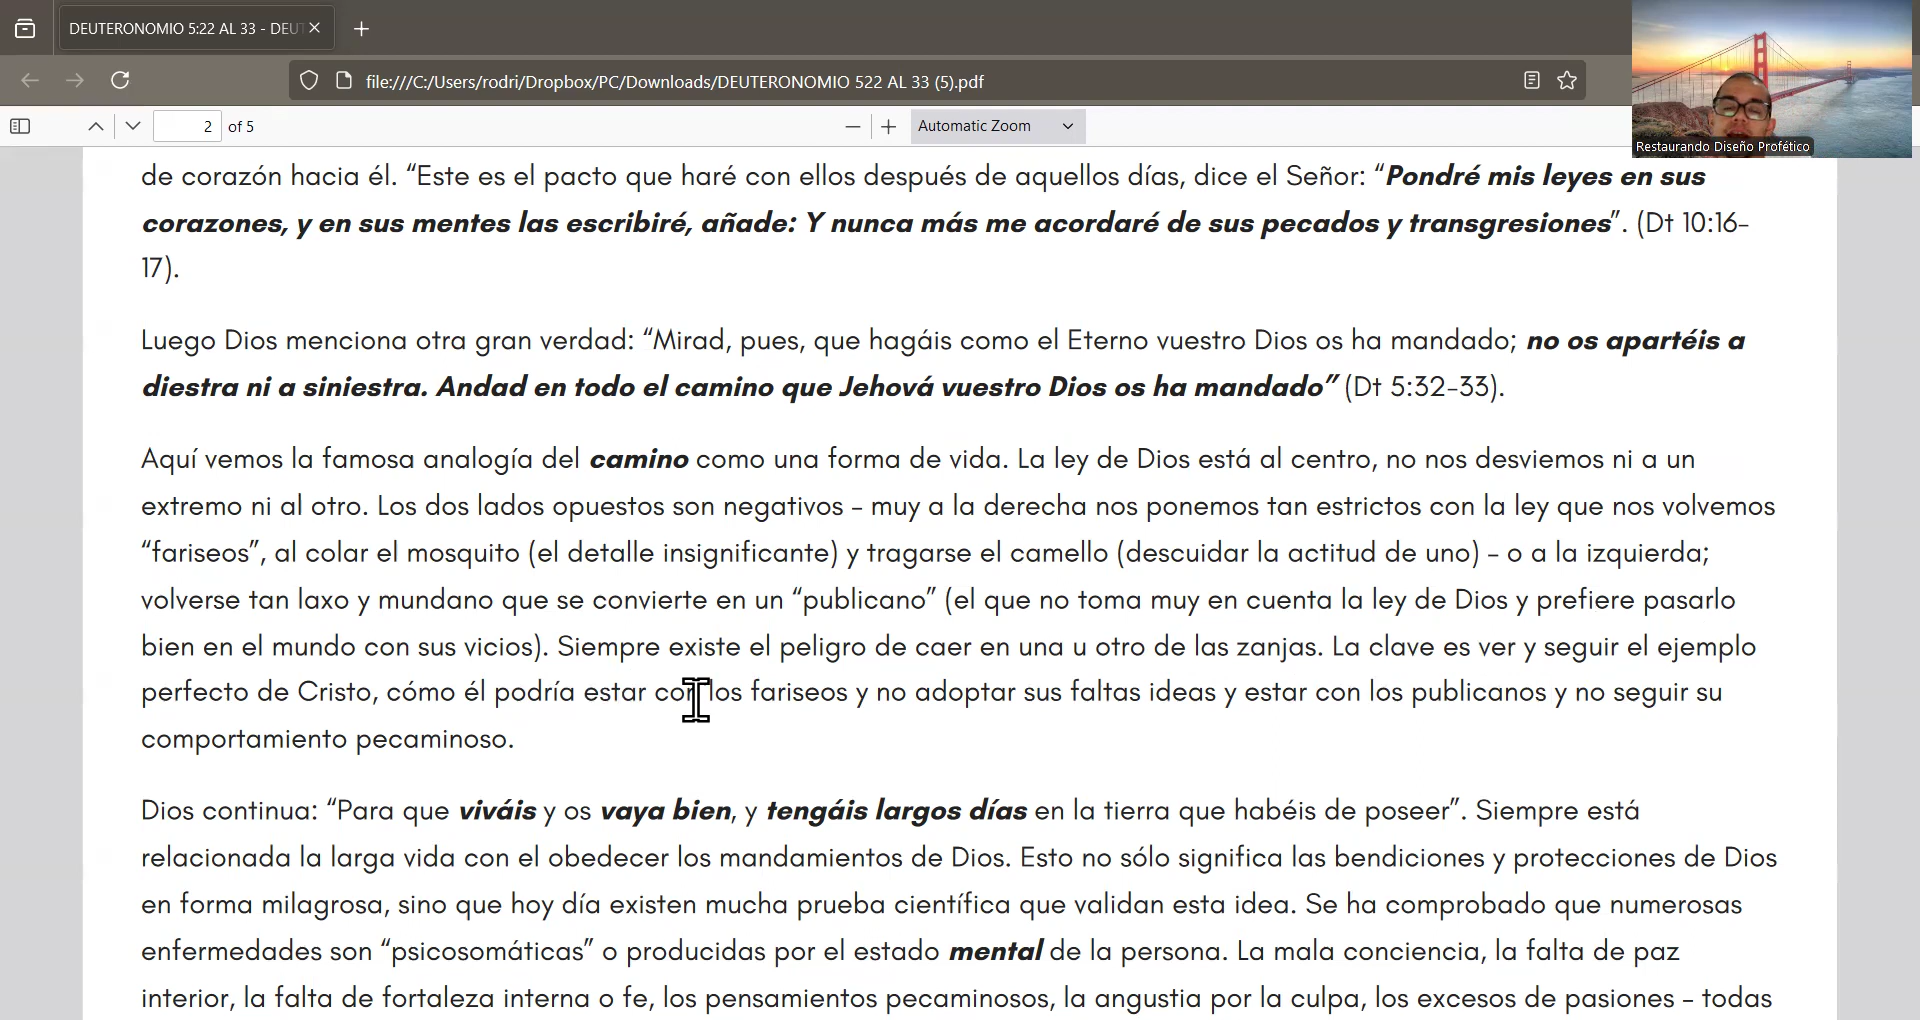 DEUTERONOMIO 5:22 AL 33 - DEUT
file:///C:/Users/rodri/Dropbox/PC/Downloads/DEUTERONOMIO 522 AL 33 (5).pdf
2 of 5
Automatic Zoom
Restaurando Diseño Profético
de corazón hacia él. “Este es el pacto que haré con ellos después de aquellos días, dice el Señor: “Pondré mis leyes en sus
corazones, y en sus mentes las escribiré, añade: Y nunca más me acordaré de sus pecados y transgresiones”. (Dt 10:16-
17).
Luego Dios menciona otra gran verdad: “Mirad, pues, que hagáis como el Eterno vuestro Dios os ha mandado; no os apartéis a
diestra ni a siniestra. Andad en todo el camino que Jehová vuestro Dios os ha mandado” (Dt 5:32-33).
Aquí vemos la famosa analogía del camino como una forma de vida. La ley de Dios está al centro, no nos desviemos ni a un
extremo ni al otro. Los dos lados opuestos son negativos - muy a la derecha nos ponemos tan estrictos con la ley que nos volvemos
“fariseos”, al colar el mosquito (el detalle insignificante) y tragarse el camello (descuidar la actitud de uno) - o a la izquierda;
volverse tan laxo y mundano que se convierte en un “publicano” (el que no toma muy en cuenta la ley de Dios y prefiere pasarlo
bien en el mundo con sus vicios). Siempre existe el peligro de caer en una u otro de las zanjas. La clave es ver y seguir el ejemplo
perfecto de Cristo, cómo él podría estar con los fariseos y no adoptar sus faltas ideas y estar con los publicanos y no seguir su
comportamiento pecaminoso.
Dios continua: “Para que viváis y os vaya bien, y tengáis largos días en la tierra que habéis de poseer”. Siempre está
relacionada la larga vida con el obedecer los mandamientos de Dios. Esto no sólo significa las bendiciones y protecciones de Dios
en forma milagrosa, sino que hoy día existen mucha prueba científica que validan esta idea. Se ha comprobado que numerosas
enfermedades son “psicosomáticas” o producidas por el estado mental de la persona. La mala conciencia, la falta de paz
interior, la falta de fortaleza interna o fe, los pensamientos pecaminosos, la angustia por la culpa, los excesos de pasiones - todas